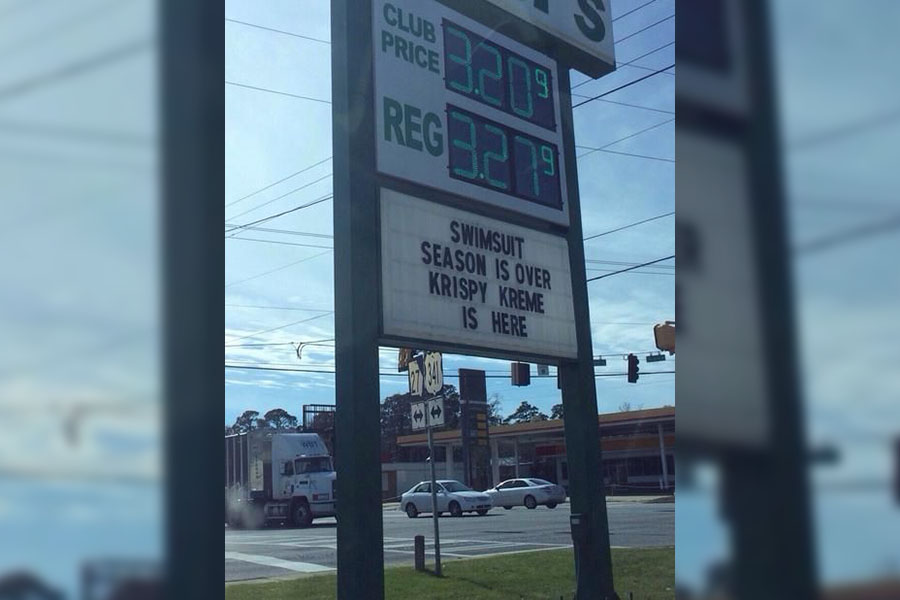 CLUB
PRICE
3.20 9
REG
3.27 9
SWIMSUIT
SEASON IS OVER
KRISPY KREME
IS HERE
27
341